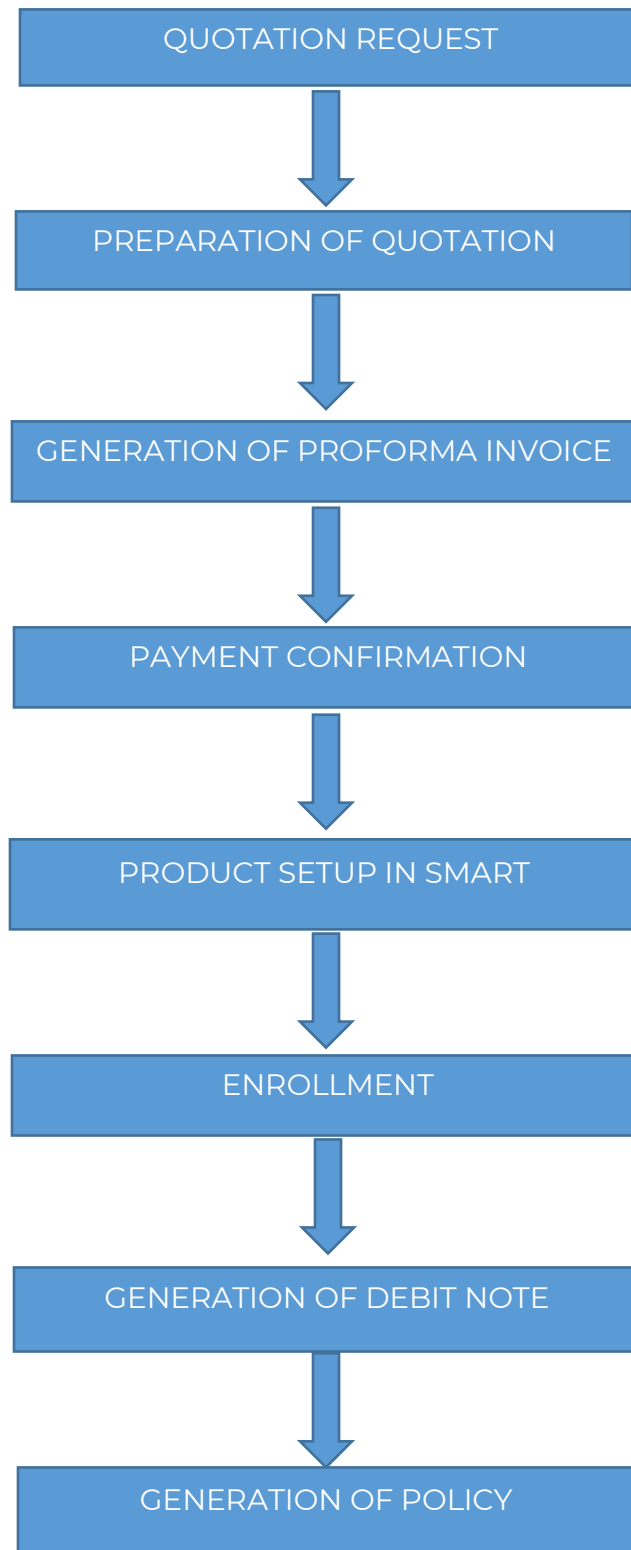 QUOTATION REQUEST
PREPARATION OF QUOTATION
GENERATION OF PROFORMA INVOICE
PAYMENT CONFIRMATION
PRODUCT SETUP IN SMART
ENROLLMENT
GENERATION OF DEBIT NOTE
GENERATION OF POLICY